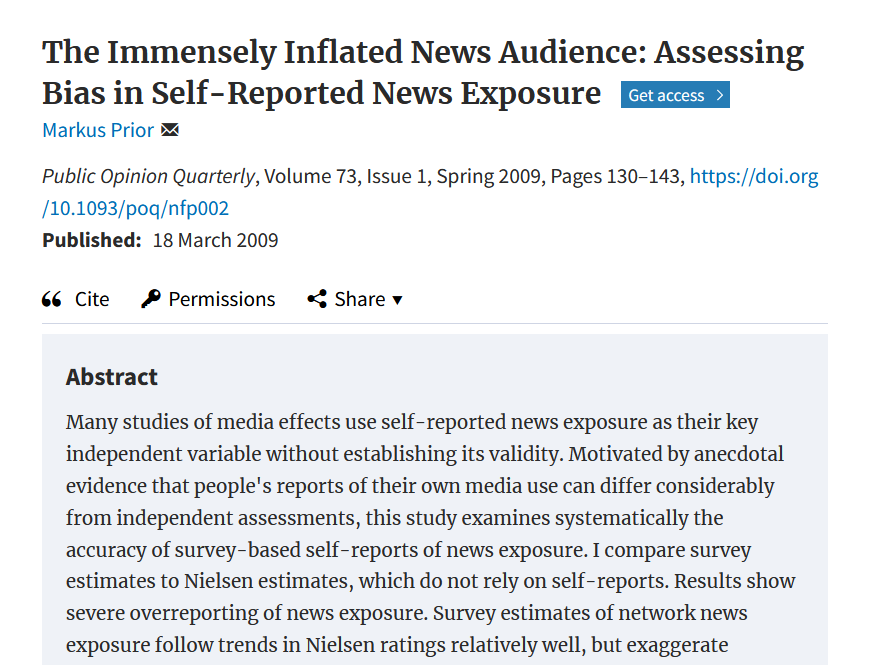 The Immensely Inflated News Audience: Assessing
Bias in Self-Reported News Exposure Get access >
Markus Prior
Public Opinion Quarterly, Volume 73, Issue 1, Spring 2009, Pages 130–143, https://doi.org
/10.1093/poq/nfp002
Published: 18 March 2009
Cite Permissions Share
Abstract
Many studies of media effects use self-reported news exposure as their key
independent variable without establishing its validity. Motivated by anecdotal
evidence that people's reports of their own media use can differ considerably
from independent assessments, this study examines systematically the
accuracy of survey-based self-reports of news exposure. I compare survey
estimates to Nielsen estimates, which do not rely on self-reports. Results show
severe overreporting of news exposure. Survey estimates of network news
exposure follow trends in Nielsen ratings relatively well, but exaggerate